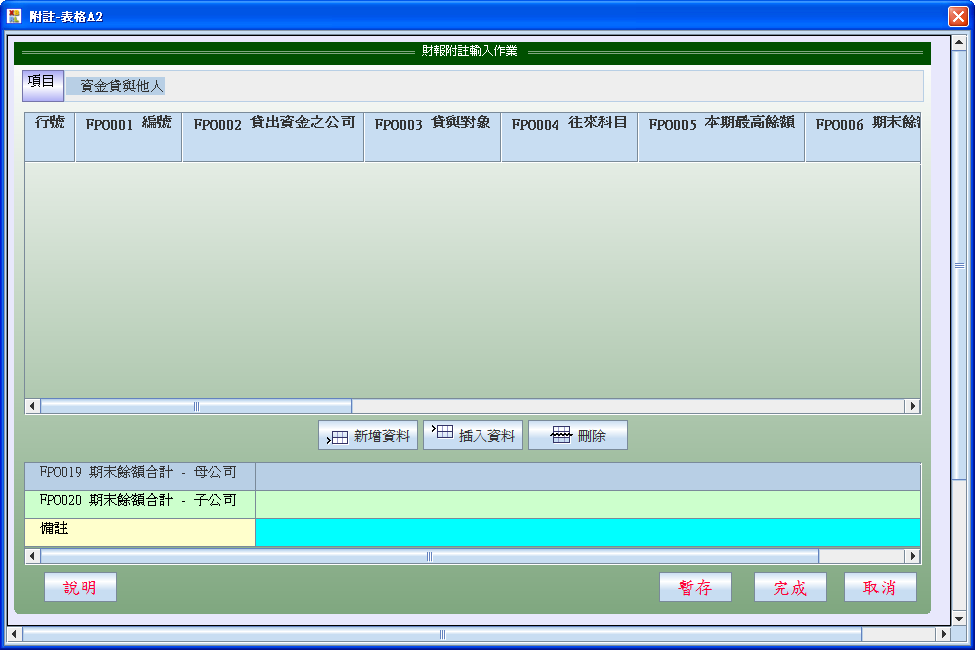 附註-表格A2
財報附註輸入作業
項目 資金貸與他人
行號 FPO001 編號 FPO002 貸出資金之公司 FPO003 貸與對象 FPO004 往來科目 FPO005 本期最高餘額 FPO006 期末餘
新增資料 插入資料 刪除
FPO019 期末餘額合計 - 母公司
FPO020 期末餘額合計 - 子公司
備註
說明 暫存 完成 取消